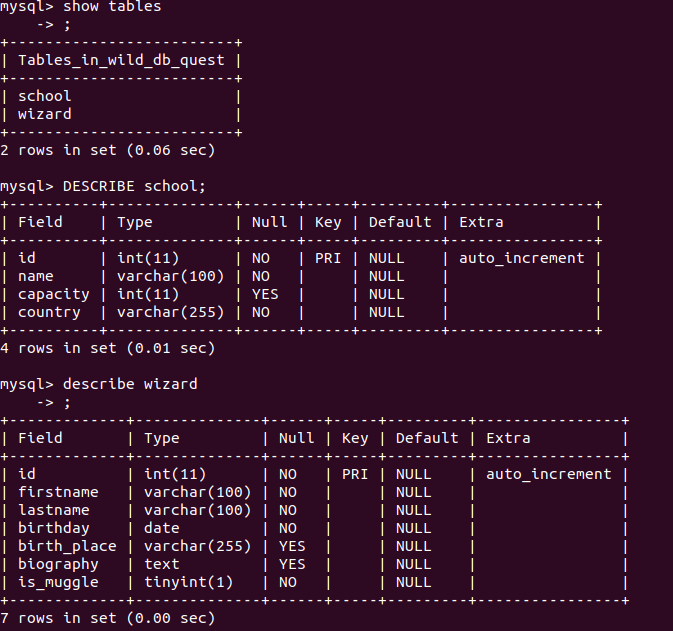 mysql> show tables
    -> ;
+-------------------------+
| Tables_in_wild_db_quest |
+-------------------------+
| school                  |
| wizard                  |
+-------------------------+
2 rows in set (0.06 sec)

mysql> DESCRIBE school;
+----------+--------------+------+-----+---------+----------------+
| Field    | Type         | Null | Key | Default | Extra          |
+----------+--------------+------+-----+---------+----------------+
| id       | int(11)      | NO   | PRI | NULL    | auto_increment |
| name     | varchar(100) | NO   |     | NULL    |                |
| capacity | int(11)      | YES  |     | NULL    |                |
| country  | varchar(255) | NO   |     | NULL    |                |
+----------+--------------+------+-----+---------+----------------+
4 rows in set (0.01 sec)

mysql> describe wizard
    -> ;
+-------------+--------------+------+-----+---------+----------------+
| Field       | Type         | Null | Key | Default | Extra          |
+-------------+--------------+------+-----+---------+----------------+
| id          | int(11)      | NO   | PRI | NULL    | auto_increment |
| firstname   | varchar(100) | NO   |     | NULL    |                |
| lastname    | varchar(100) | NO   |     | NULL    |                |
| birthday    | date         | NO   |     | NULL    |                |
| birth_place | varchar(255) | YES  |     | NULL    |                |
| biography   | text         | YES  |     | NULL    |                |
| is_muggle   | tinyint(1)   | NO   |     | NULL    |                |
+-------------+--------------+------+-----+---------+----------------+
7 rows in set (0.00 sec)